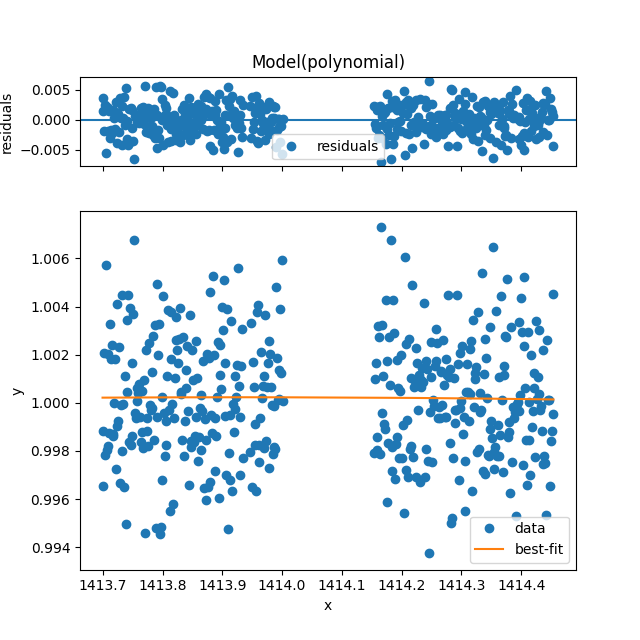 Model(polynomial)
residuals
0.005
0.000
−0.005
residuals
y
1.006
1.004
1.002
1.000
0.998
0.996
0.994
data
best-fit
1413.7 1413.8 1413.9 1414.0 1414.1 1414.2 1414.3 1414.4
x